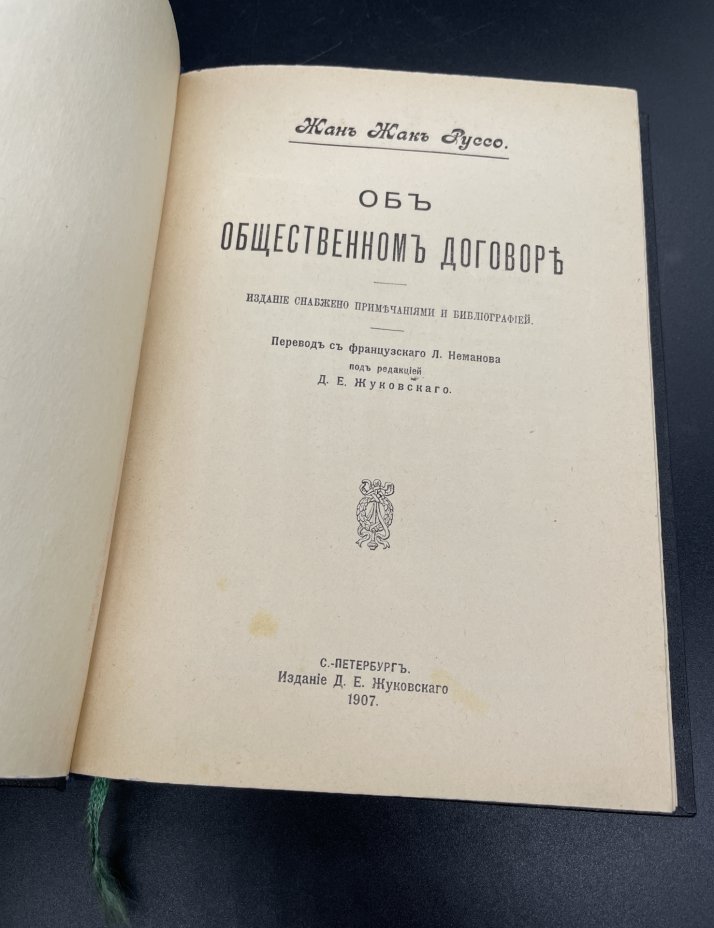 Жанъ Жакъ Руссо.
ОБЪ
ОБЩЕСТВЕННОМЪ ДОГОВОРѢ
ИЗДАНІЕ СНАБЖЕНО ПРИМѢЧАНІЯМИ И БИБЛІОГРАФІЕЙ.
Переводъ съ французскаго Л. Неманова
подъ редакціей
Д. Е. Жуковскаго.
С.-ПЕТЕРБУРГЪ.
Изданіе Д. Е. Жуковскаго
1907.